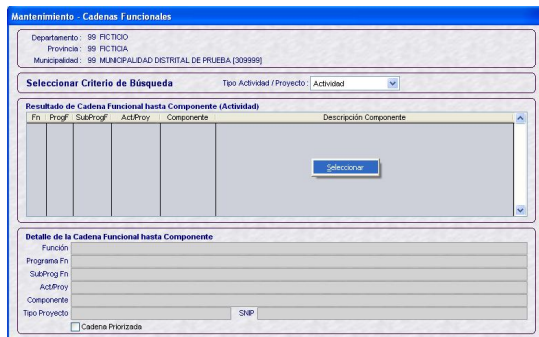 Mantenimiento - Cadenas Funcionales
Departamento : 99 FICTICIO
Provincia : 99 FICTICIA
Municipalidad : 99 MUNICIPALIDAD DISTRITAL DE PRUEBA [309999]
Seleccionar Criterio de Búsqueda Tipo Actividad / Proyecto : Actividad
Resultado de Cadena Funcional hasta Componente (Actividad)
Fn ProgF SubProgF Act/Proy Componente Descripción Componente
Seleccionar
Detalle de la Cadena Funcional hasta Componente
Función
Programa Fn
SubProg Fn
Act/Proy
Componente
Tipo Proyecto SNIP
Cadena Priorizada